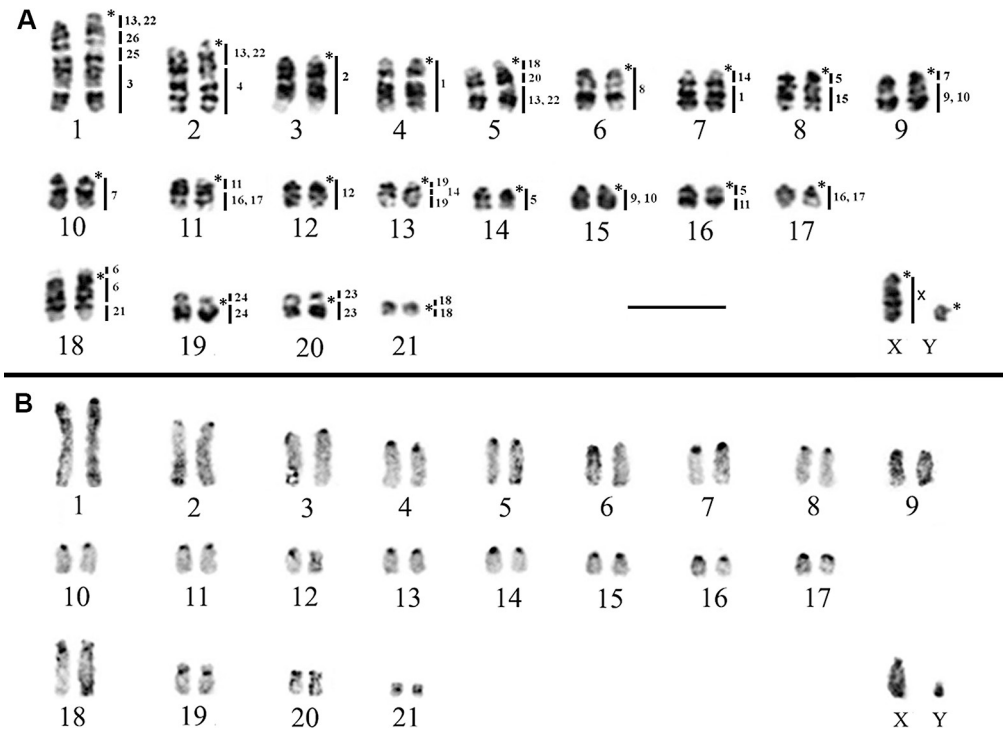 A
* 13, 22
26
25
3
* 13, 22
4
* 2
* 1
* 18
20
13, 22
* 8
* 14
1
* 5
15
* 7
9, 10
1 2 3 4 5 6 7 8 9
* 7
* 11
16, 17
* 12
* 19
14
19
* 5
* 9, 10
* 5
11
* 16, 17
10 11 12 13 14 15 16 17
6
* 6
21
24
* 24
23
* 23
18
* 18
* X
*
18 19 20 21 X Y
B
1 2 3 4 5 6 7 8 9
10 11 12 13 14 15 16 17
18 19 20 21 X Y